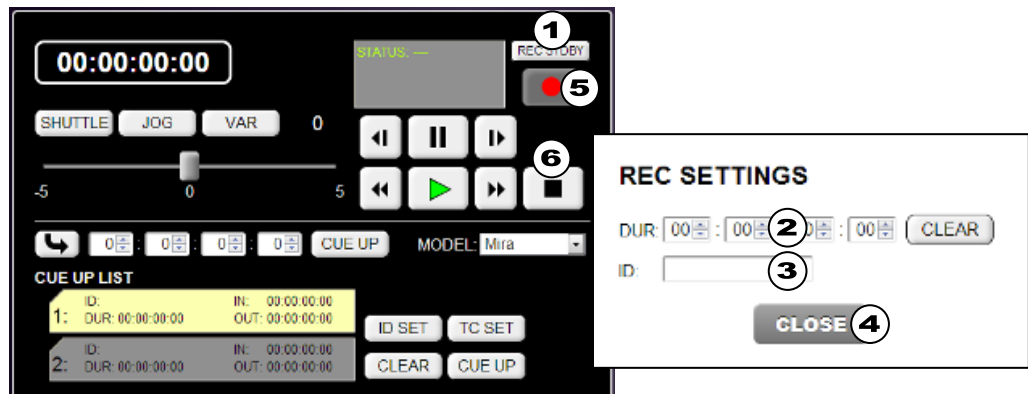 1
00:00:00:00
STATUS: ---
REC STDBY
5
SHUTTLE JOG VAR 0
6
-5 0 5
0 : 0 : 0 : 0 CUE UP MODEL: Mira
CUE UP LIST
1: ID: IN: 00:00:00:00
DUR: 00:00:00:00 OUT: 00:00:00:00
ID SET TC SET
2: ID: IN: 00:00:00:00
DUR: 00:00:00:00 OUT: 00:00:00:00
CLEAR CUE UP
REC SETTINGS
DUR: 00 : 00 2 0 : 00 CLEAR
ID: 3
CLOSE 4